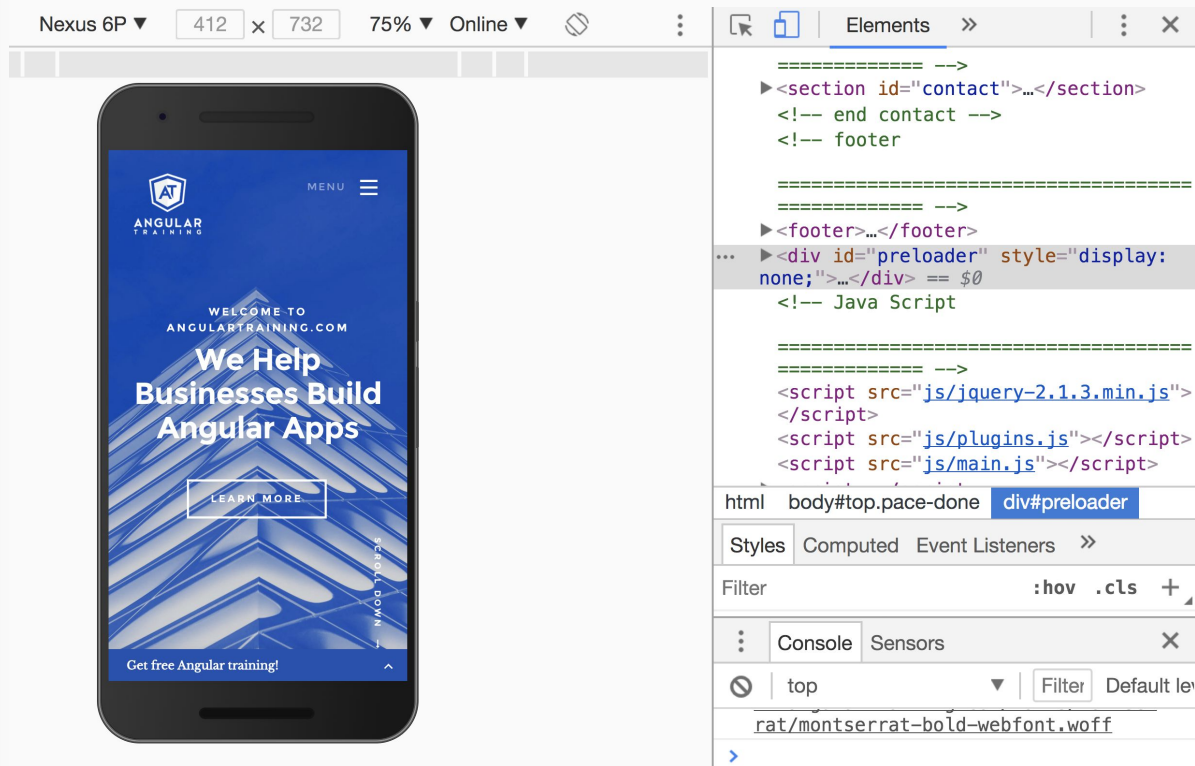 Nexus 6P ▼ 412 × 732 75% ▼ Online ▼
MENU
AT
ANGULAR
TRAINING
WELCOME TO
ANGULARTRAINING.COM
We Help
Businesses Build
Angular Apps
LEARN MORE
SCROLL DOWN
Get free Angular training!
Elements »
============= -->
▶<section id="contact">…</section>
<!-- end contact -->
<!-- footer
===================================
============= -->
▶<footer>…</footer>
… ▶<div id="preloader" style="display:
none;">…</div> == $0
<!-- Java Script
===================================
============= -->
<script src="js/jquery-2.1.3.min.js">
</script>
<script src="js/plugins.js"></script>
<script src="js/main.js"></script>
html body#top.pace-done div#preloader
Styles Computed Event Listeners »
Filter :hov .cls +
Console Sensors
top ▼ Filter Default lev
rat/montserrat-bold-webfont.woff
>